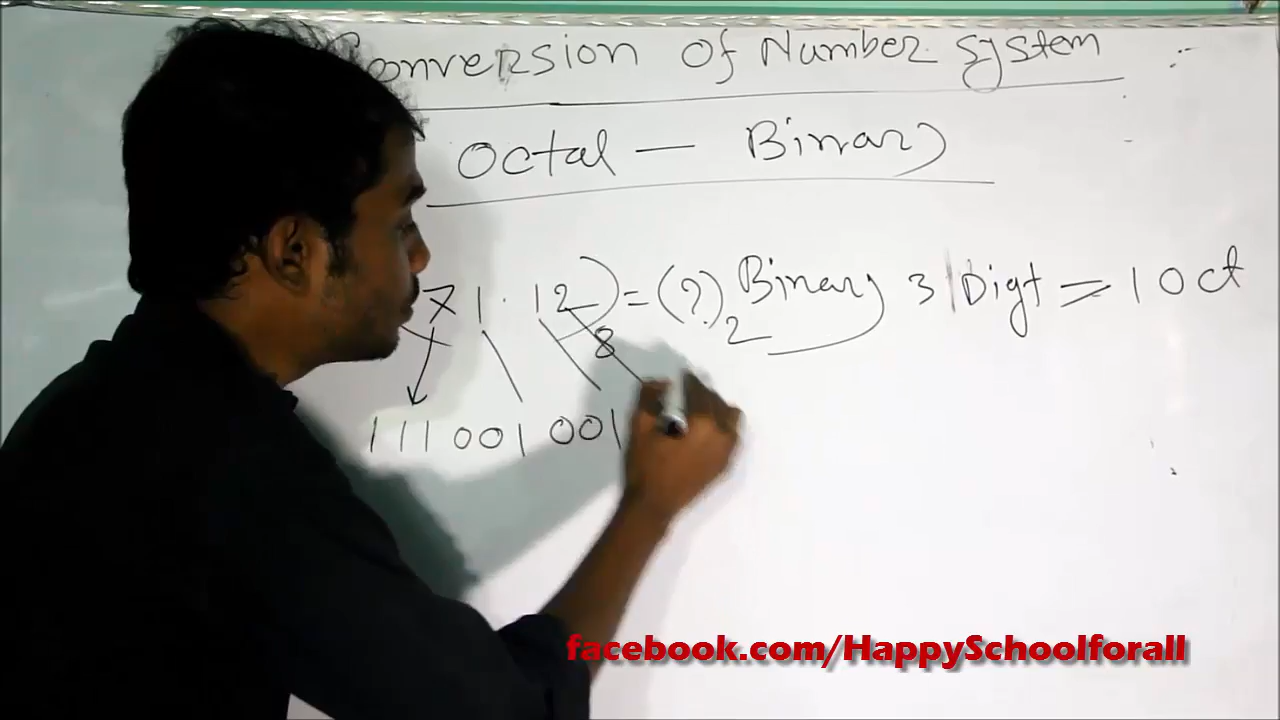 Conversion of Number System
Octal — Binary
71.12)8 = (?)2 Binary 3 Digt = 1 Oct
111 001 001
facebook.com/HappySchoolforall